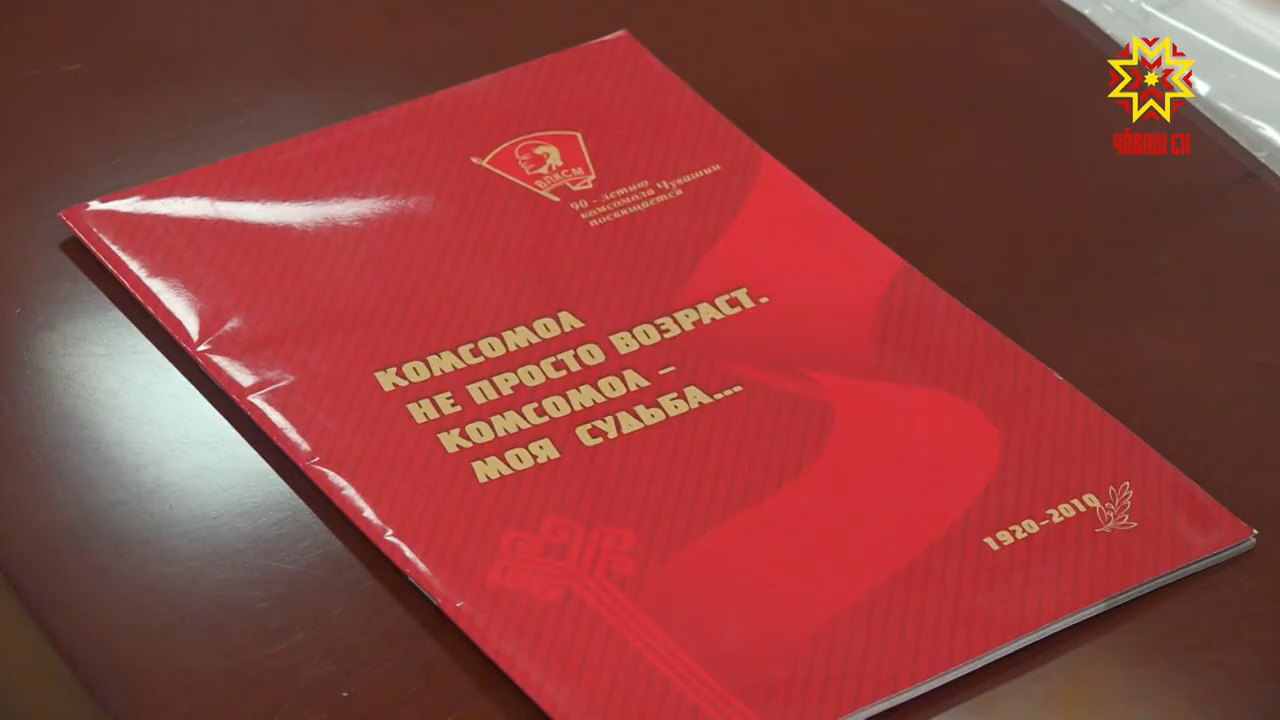 ВЛКСМ
90 - летию
комсомола Чувашии
посвящается
КОМСОМОЛ
НЕ ПРОСТО ВОЗРАСТ.
КОМСОМОЛ –
МОЯ СУДЬБА...
1920-2010
ЧӐВАШ ЕН